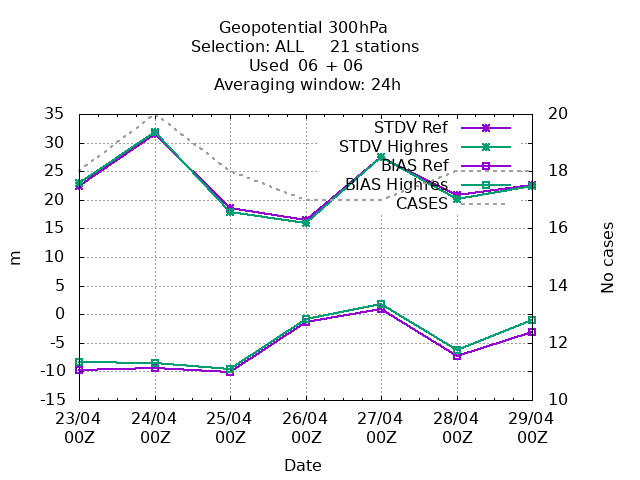 Geopotential 300hPa
Selection: ALL 21 stations
Used 06 + 06
Averaging window: 24h
35
30
25
20
15
10
5
0
-5
-10
-15
m
20
18
16
14
12
10
No cases
STDV Ref
STDV Highres
BIAS Ref
BIAS Highres
CASES
23/04 24/04 25/04 26/04 27/04 28/04 29/04
00Z 00Z 00Z 00Z 00Z 00Z 00Z
Date